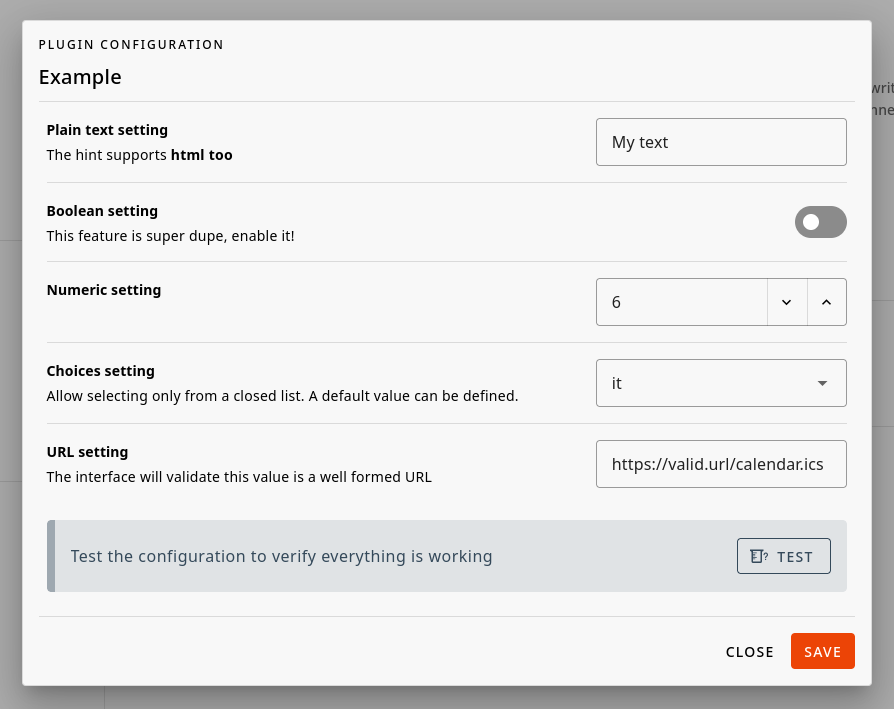 PLUGIN CONFIGURATION
Example
Plain text setting
The hint supports html too
My text
Boolean setting
This feature is super dupe, enable it!
Numeric setting
6
Choices setting
Allow selecting only from a closed list. A default value can be defined.
it
URL setting
The interface will validate this value is a well formed URL
https://valid.url/calendar.ics
Test the configuration to verify everything is working
TEST
CLOSE SAVE